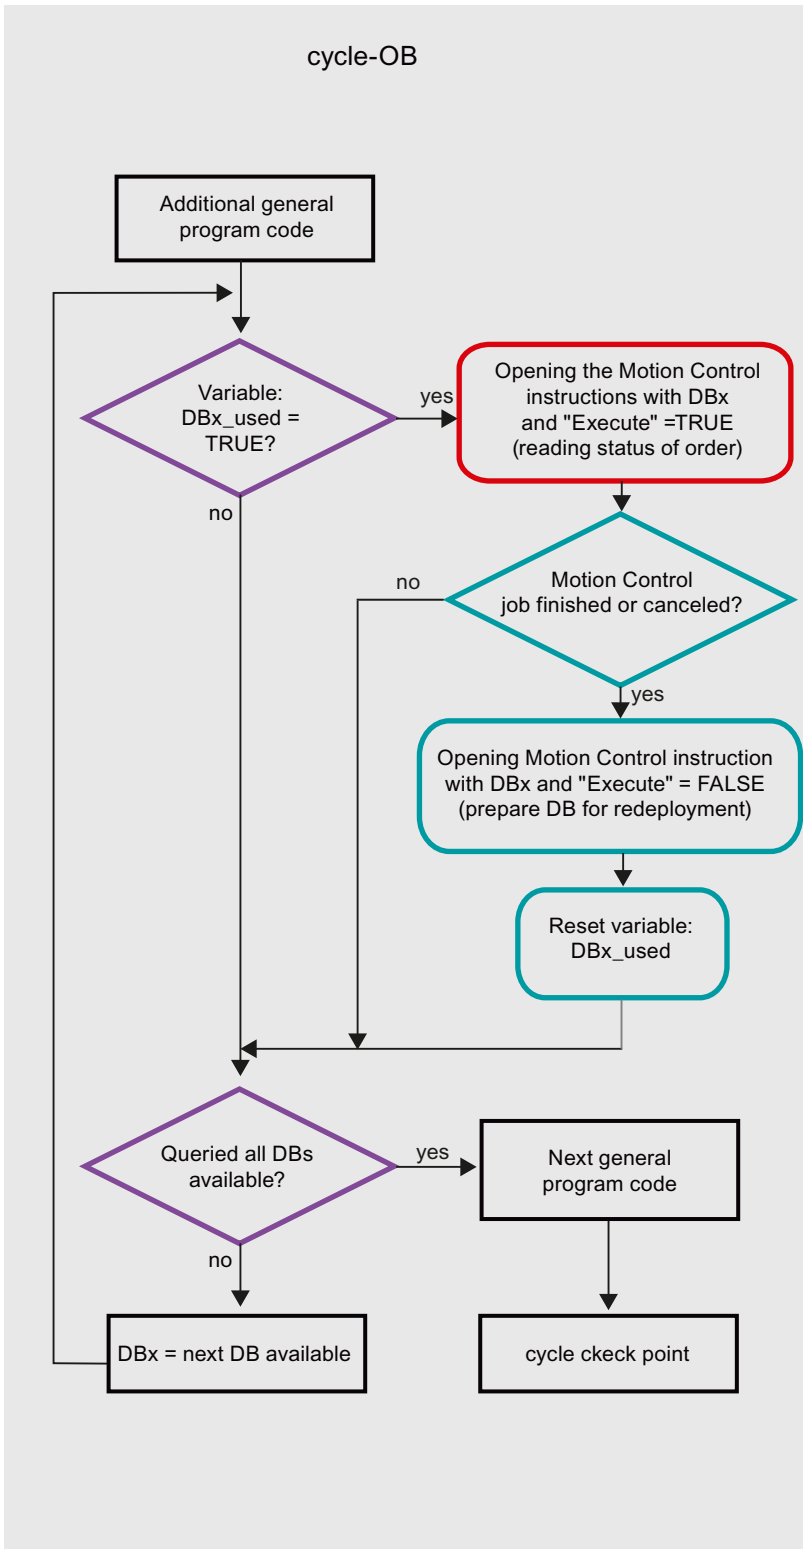 cycle-OB
Additional general
program code
Variable:
DBx_used =
TRUE?
yes
Opening the Motion Control
instructions with DBx
and "Execute" =TRUE
(reading status of order)
no
no
Motion Control
job finished or canceled?
yes
Opening Motion Control instruction
with DBx and "Execute" = FALSE
(prepare DB for redeployment)
Reset variable:
DBx_used
Queried all DBs
available?
yes
Next general
program code
no
DBx = next DB available
cycle ckeck point